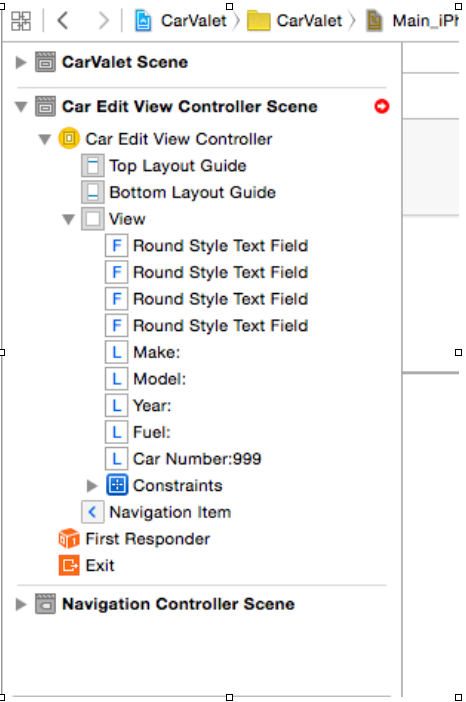 CarValet CarValet Main_iPh
CarValet Scene
Car Edit View Controller Scene
Car Edit View Controller
Top Layout Guide
Bottom Layout Guide
View
F Round Style Text Field
F Round Style Text Field
F Round Style Text Field
F Round Style Text Field
L Make:
L Model:
L Year:
L Fuel:
L Car Number:999
Constraints
Navigation Item
First Responder
Exit
Navigation Controller Scene